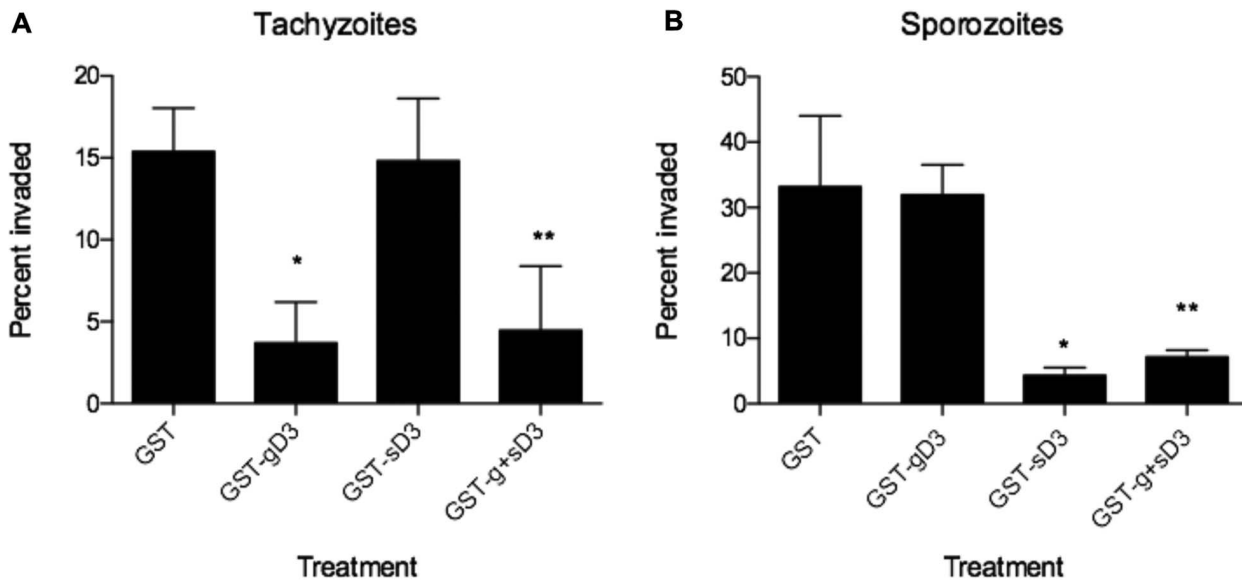 A
Tachyzoites
Percent invaded
20
15
10
5
0
*
**
GST
GST-gD3
GST-sD3
GST-g+sD3
Treatment
B
Sporozoites
Percent invaded
50
40
30
20
10
0
*
**
GST
GST-gD3
GST-sD3
GST-g+sD3
Treatment